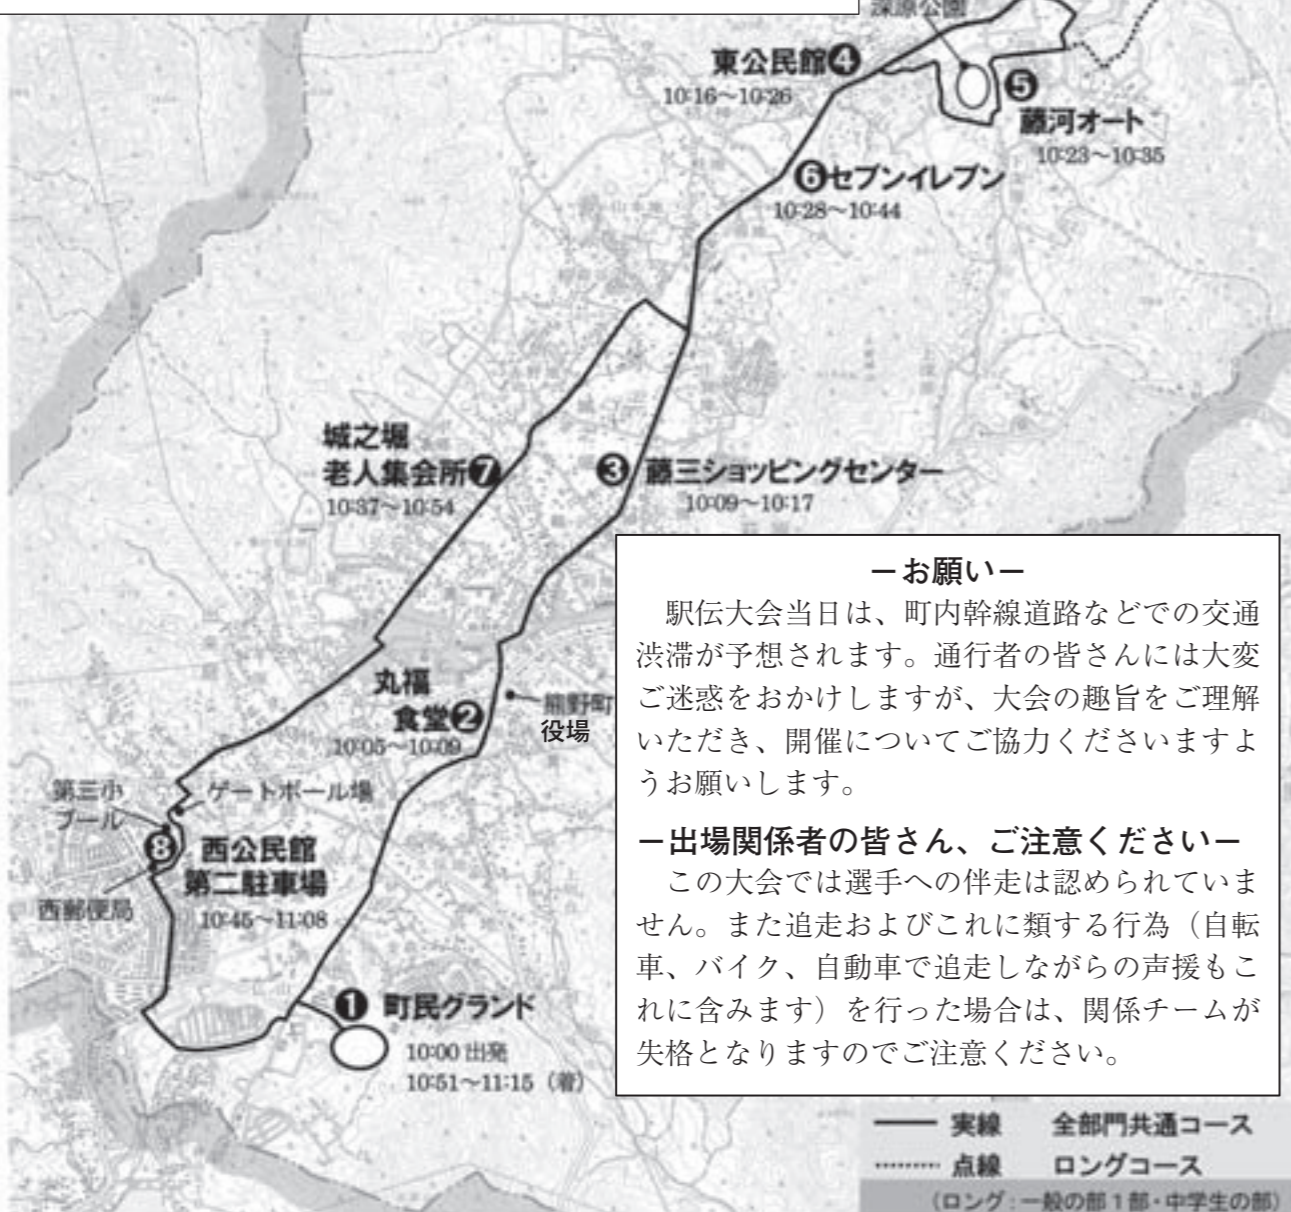 深原公園
東公民館❹
10:16～10:26
❺
藤河オート
10:23～10:35
❻セブンイレブン
10:28～10:44
城之堀
老人集会所❼
10:37～10:54
❸ 藤三ショッピングセンター
10:09～10:17
丸福
食堂❷
10:05～10:09
熊野町
役場
第三小
プール
ゲートボール場
❽ 西公民館
第二駐車場
10:45～11:08
西郵便局
❶ 町民グランド
10:00 出発
10:51～11:15（着）
－お願い－
駅伝大会当日は、町内幹線道路などでの交通
渋滞が予想されます。通行者の皆さんには大変
ご迷惑をおかけしますが、大会の趣旨をご理解
いただき、開催についてご協力くださいますよ
うお願いします。
－出場関係者の皆さん、ご注意ください－
この大会では選手への伴走は認められていま
せん。また追走およびこれに類する行為（自転
車、バイク、自動車で追走しながらの声援もこ
れに含みます）を行った場合は、関係チームが
失格となりますのでご注意ください。
実線 全部門共通コース
点線 ロングコース
（ロング：一般の部１部・中学生の部）